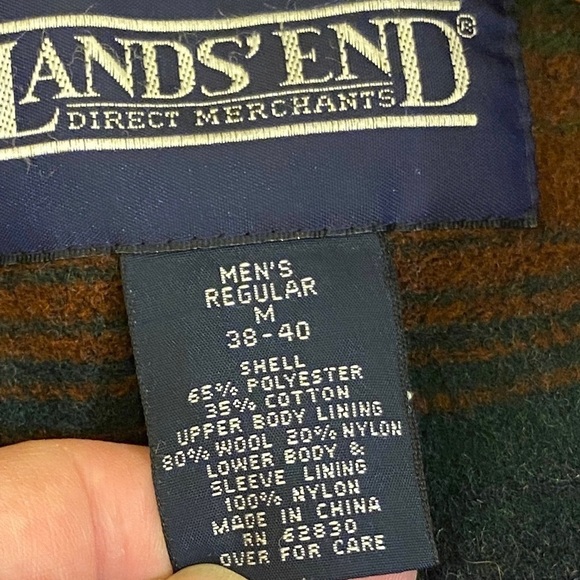 LANDS' END®
DIRECT MERCHANTS
MEN'S
REGULAR
M
38-40
SHELL
65% POLYESTER
35% COTTON
UPPER BODY LINING
80% WOOL 20% NYLON
LOWER BODY &
SLEEVE LINING
100% NYLON
MADE IN CHINA
RN 62830
OVER FOR CARE